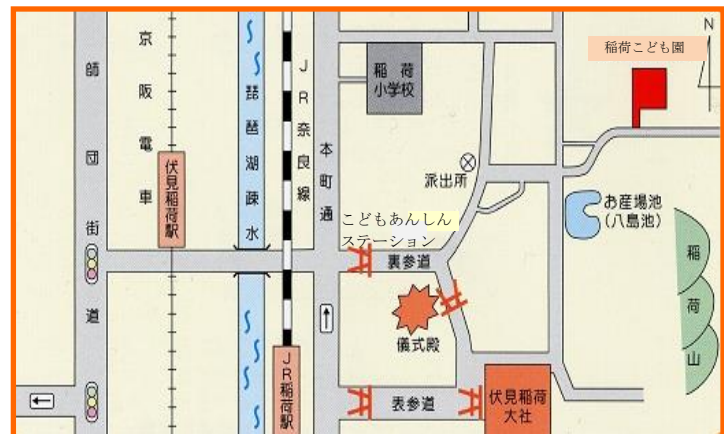 稲荷こども園
N
京阪電車
師団街道
琵琶湖疎水
JR奈良線
本町通
稲荷
小学校
伏見稲荷駅
派出所
お産場池
(八島池)
こどもあんしん
ステーション
裏参道
稲荷山
儀式殿
JR稲荷駅
表参道
伏見稲荷
大社